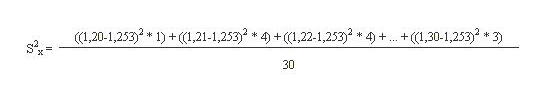 S²ₓ = ((1,20-1,253)² * 1) + ((1,21-1,253)² * 4) + ((1,22-1,253)² * 4) + ... + ((1,30-1,253)² * 3)
30